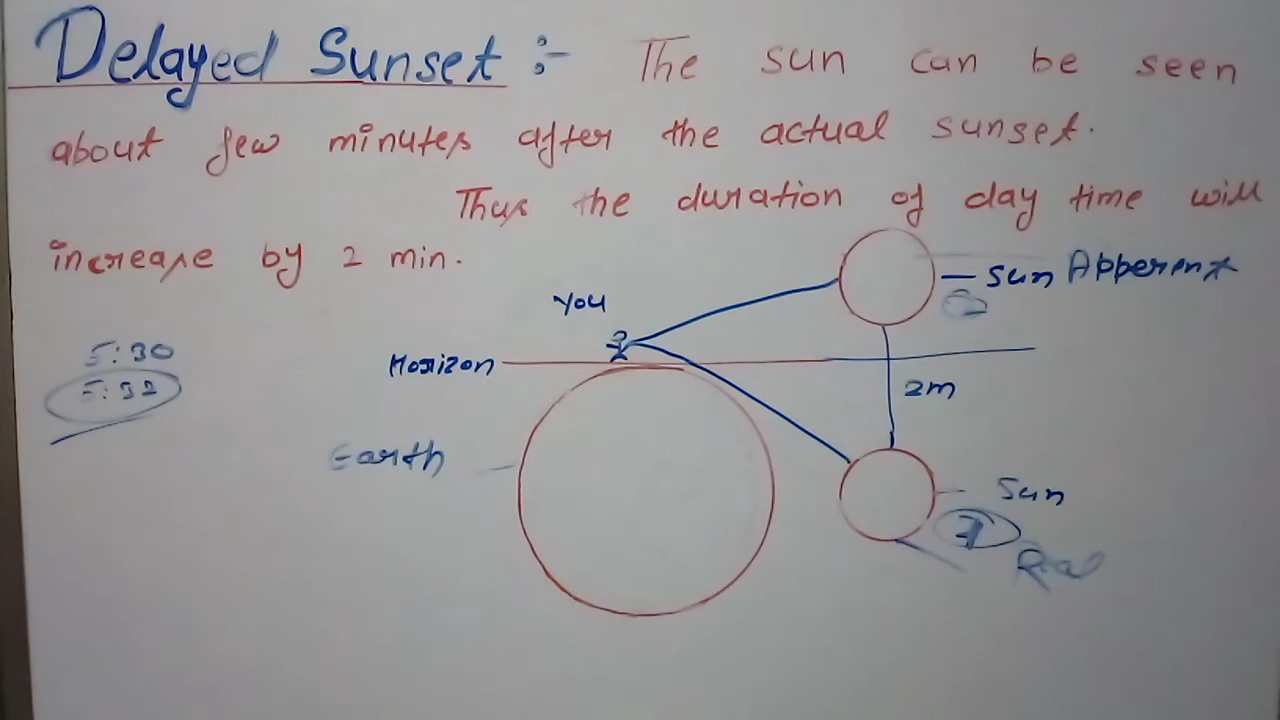 Delayed Sunset :- The sun can be seen
about few minutes after the actual sunset.
Thus the duration of day time will
increase by 2 min.
Sun Apperent
You
5:30
Horizon
5:32
2m
Earth
Sun